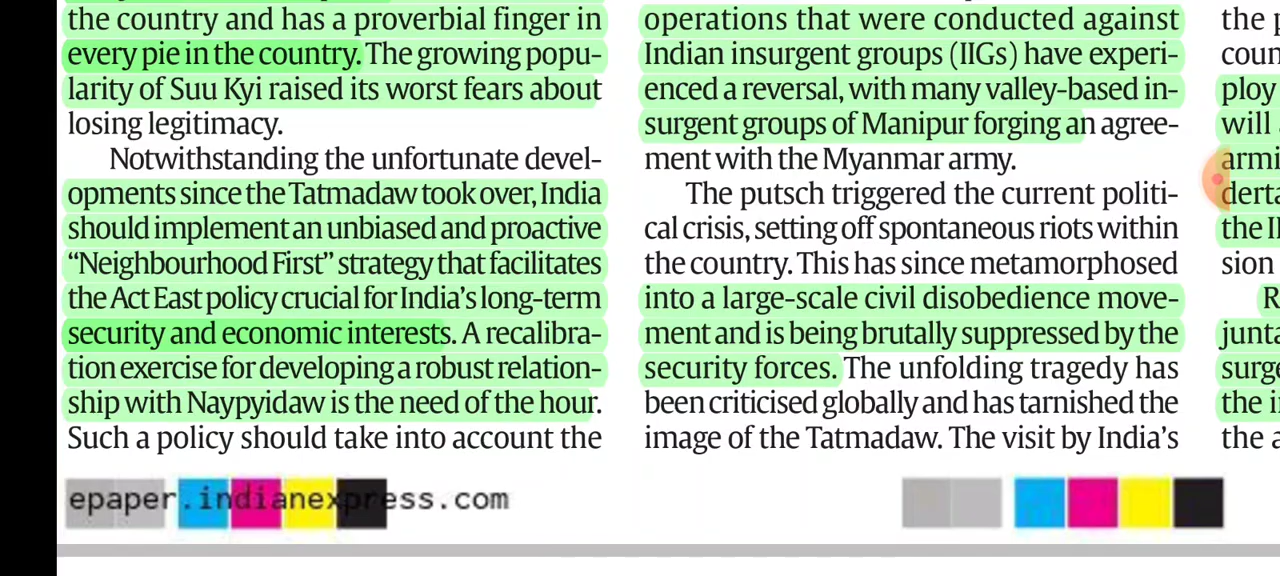 the country and has a proverbial finger in
every pie in the country. The growing popu-
larity of Suu Kyi raised its worst fears about
losing legitimacy.
Notwithstanding the unfortunate devel-
opments since the Tatmadaw took over, India
should implement an unbiased and proactive
“Neighbourhood First” strategy that facilitates
the Act East policy crucial for India’s long-term
security and economic interests. A recalibra-
tion exercise for developing a robust relation-
ship with Naypyidaw is the need of the hour.
Such a policy should take into account the
operations that were conducted against
Indian insurgent groups (IIGs) have experi-
enced a reversal, with many valley-based in-
surgent groups of Manipur forging an agree-
ment with the Myanmar army.
The putsch triggered the current politi-
cal crisis, setting off spontaneous riots within
the country. This has since metamorphosed
into a large-scale civil disobedience move-
ment and is being brutally suppressed by the
security forces. The unfolding tragedy has
been criticised globally and has tarnished the
image of the Tatmadaw. The visit by India’s
the
ploy
will
the
sion
the
the
epaper.indianexpress.com